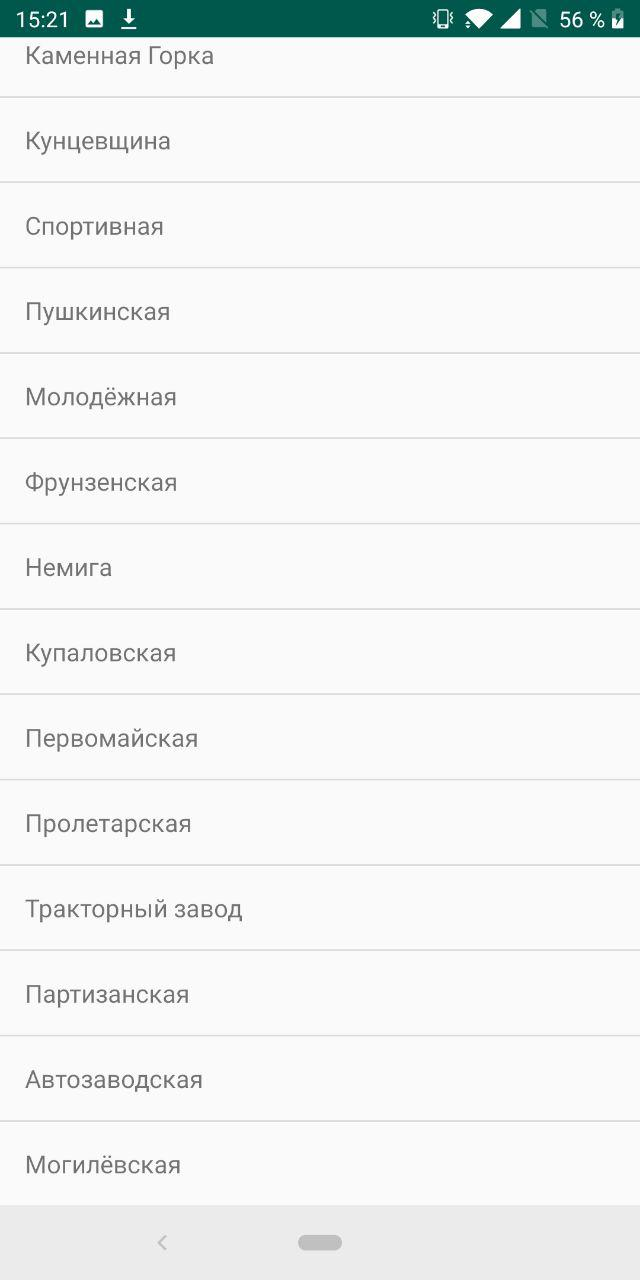 15:21 56 %
Каменная Горка
Кунцевщина
Спортивная
Пушкинская
Молодёжная
Фрунзенская
Немига
Купаловская
Первомайская
Пролетарская
Тракторный завод
Партизанская
Автозаводская
Могилёвская